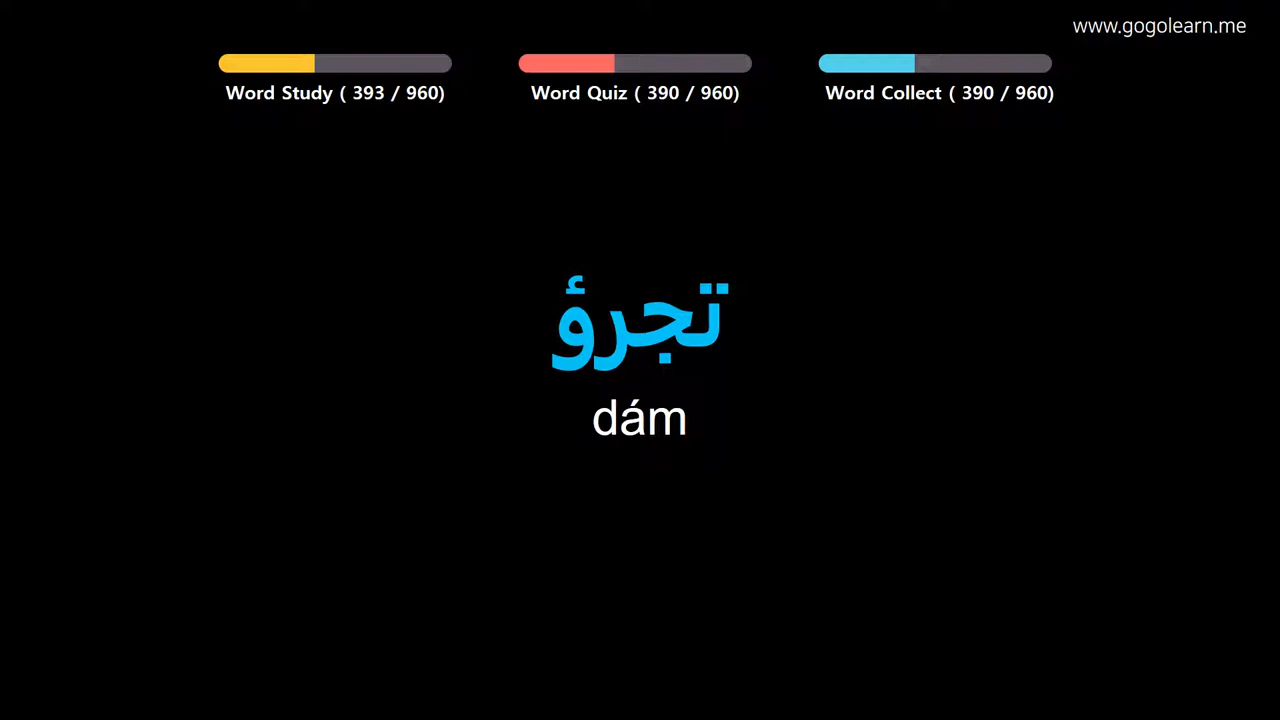 www.gogolearn.me
Word Study ( 393 / 960)
Word Quiz ( 390 / 960)
Word Collect ( 390 / 960)
تجرؤ
dám